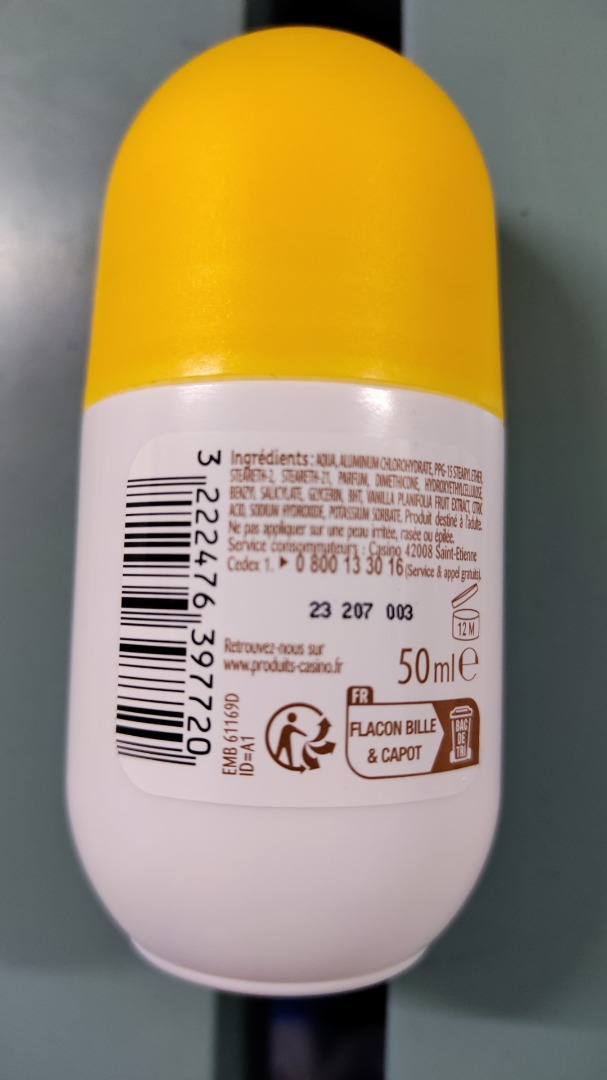 Ingrédients : AQUA, ALUMINUM CHLOROHYDRATE, PPG-15 STEARYL ETHER,
STEARETH-2, STEARETH-21, PARFUM, DIMETHICONE, HYDROXYETHYLCELLULOSE,
BENZYL SALICYLATE, GLYCERIN, BHT, VANILLA PLANIFOLIA FRUIT EXTRACT, CITRIC
ACID, SODIUM HYDROXIDE, POTASSIUM SORBATE. Produit destiné à l'adulte.
Ne pas appliquer sur une peau irritée, rasée ou épilée.
Service consommateurs : Casino 42008 Saint-Etienne
Cedex 1. ▶ 0 800 13 30 16 (Service & appel gratuits).
23 207 003
12 M
Retrouvez-nous sur
www.produits-casino.fr
50 ml e
EMB 61169D
ID=A1
FR
FLACON BILLE
& CAPOT
BAC
DE
TRI
3 222476 397720